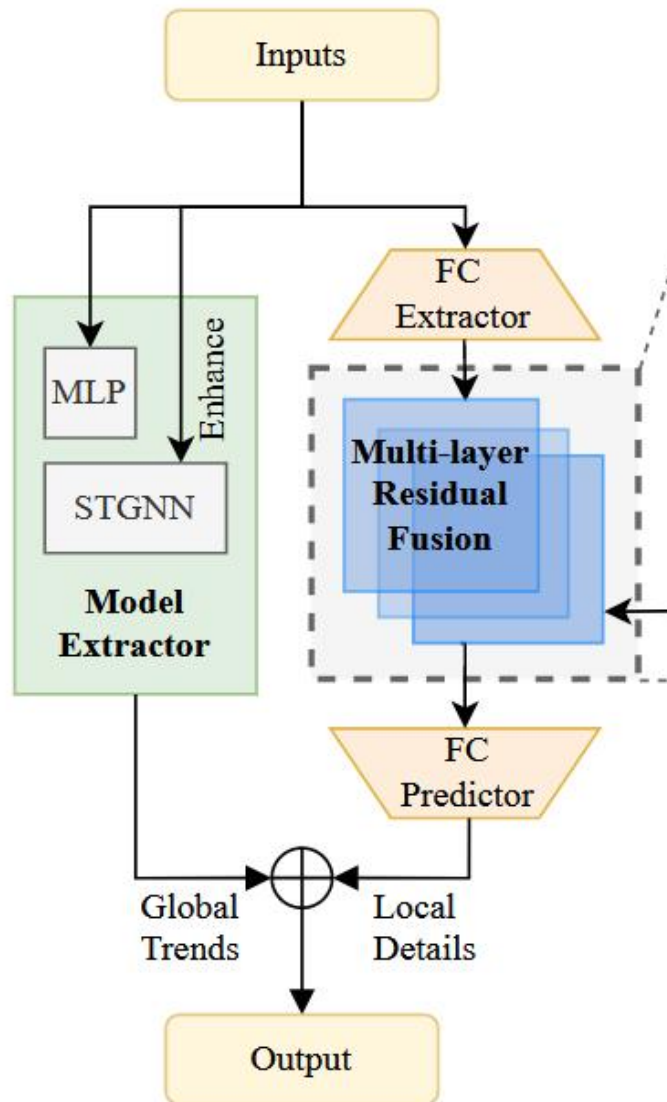 Inputs
FC
Extractor
MLP
Enhance
STGNN
Model
Extractor
Multi-layer
Residual
Fusion
FC
Predictor
Global
Trends
Local
Details
Output